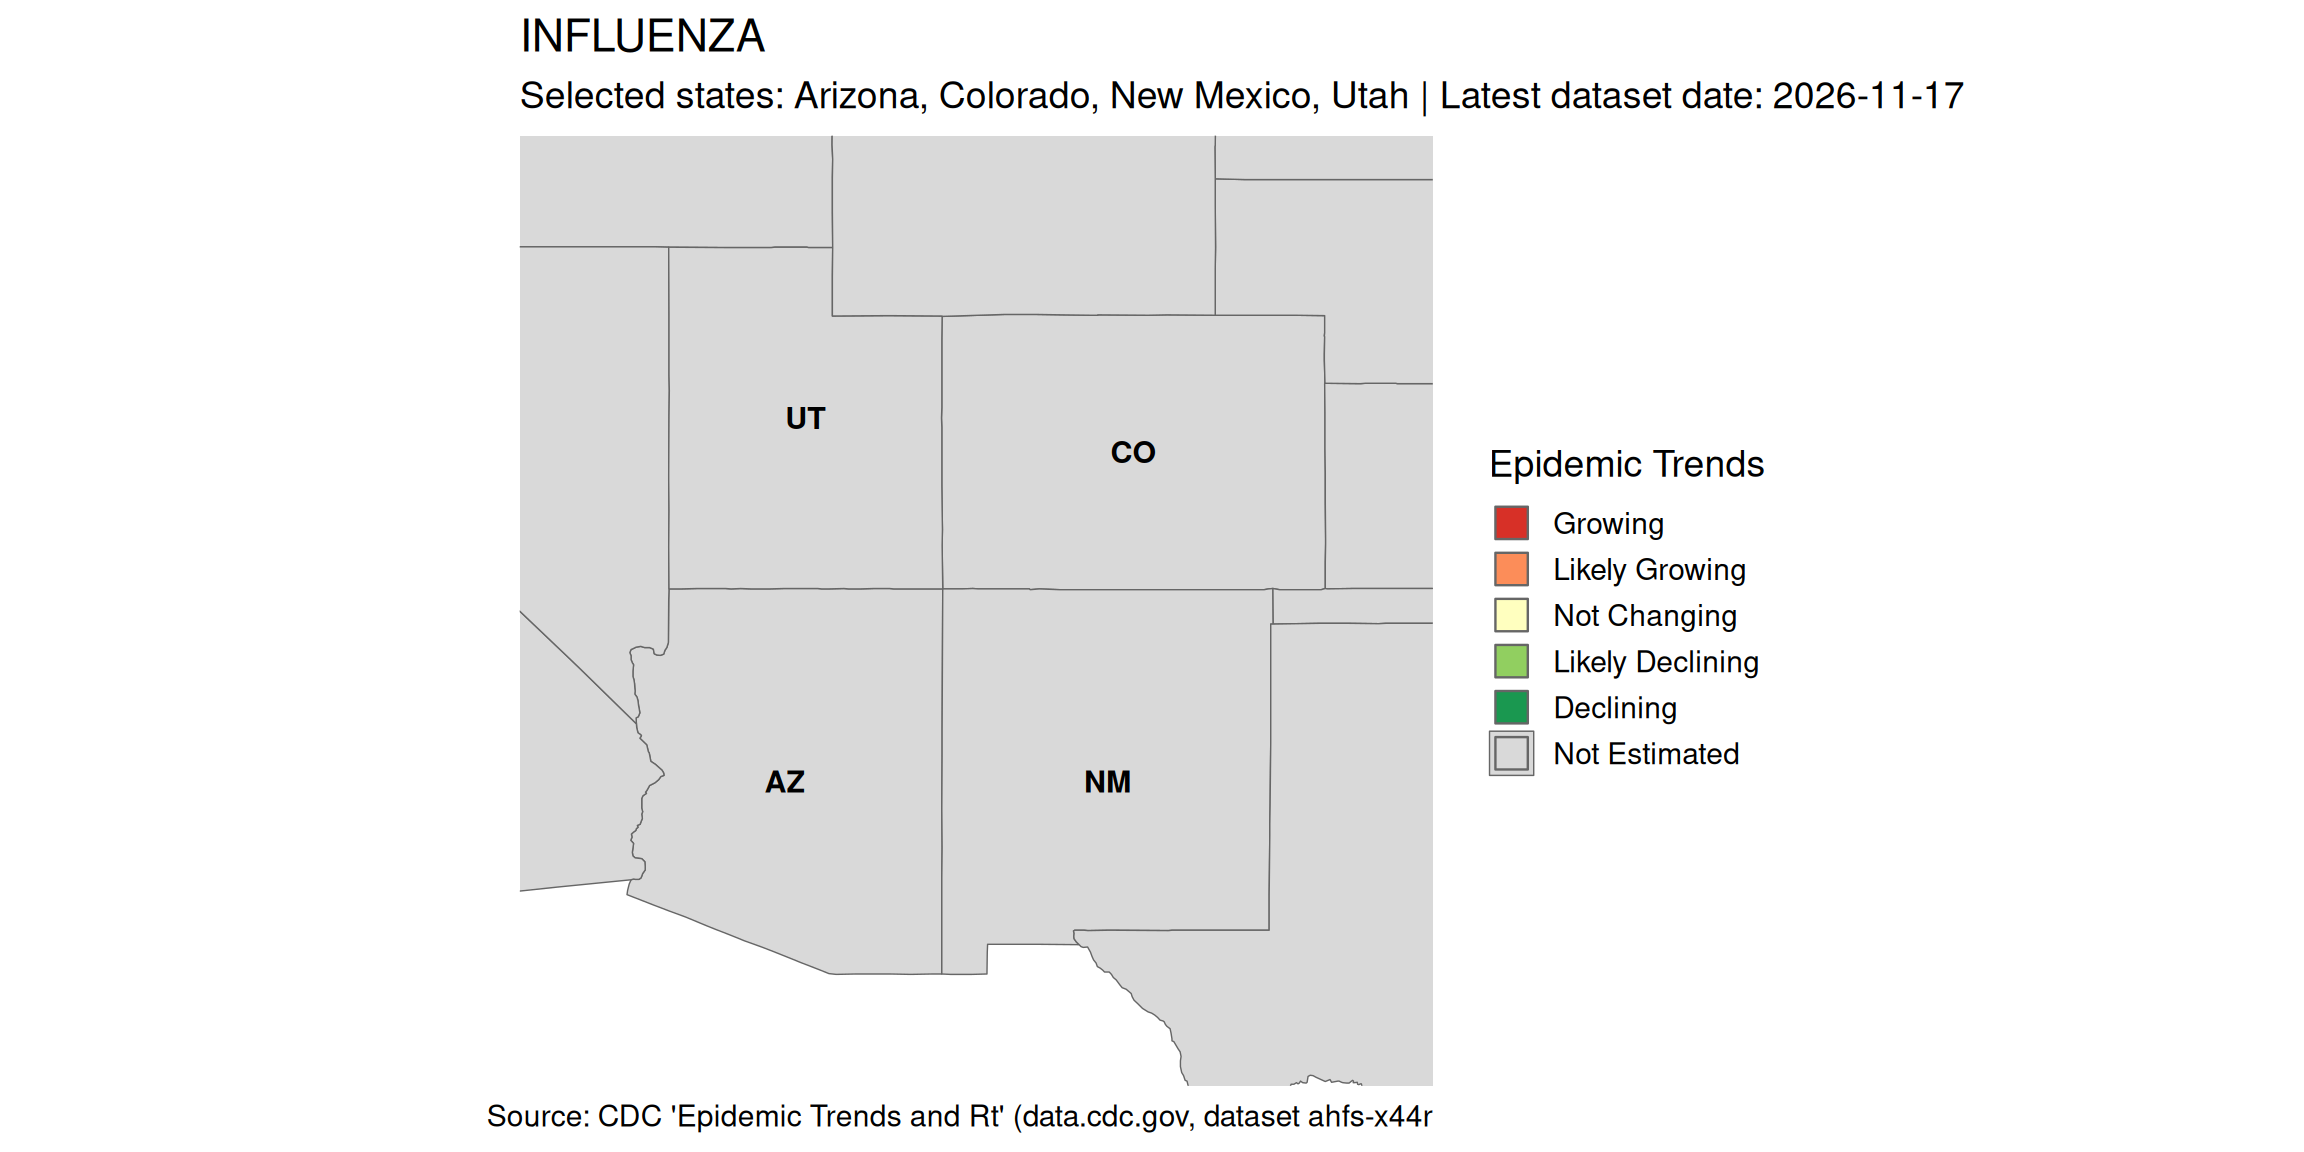 INFLUENZA
Selected states: Arizona, Colorado, New Mexico, Utah | Latest dataset date: 2026-11-17
UT
CO
AZ
NM
Epidemic Trends
Growing
Likely Growing
Not Changing
Likely Declining
Declining
Not Estimated
Source: CDC 'Epidemic Trends and Rt' (data.cdc.gov, dataset ahfs-x44r